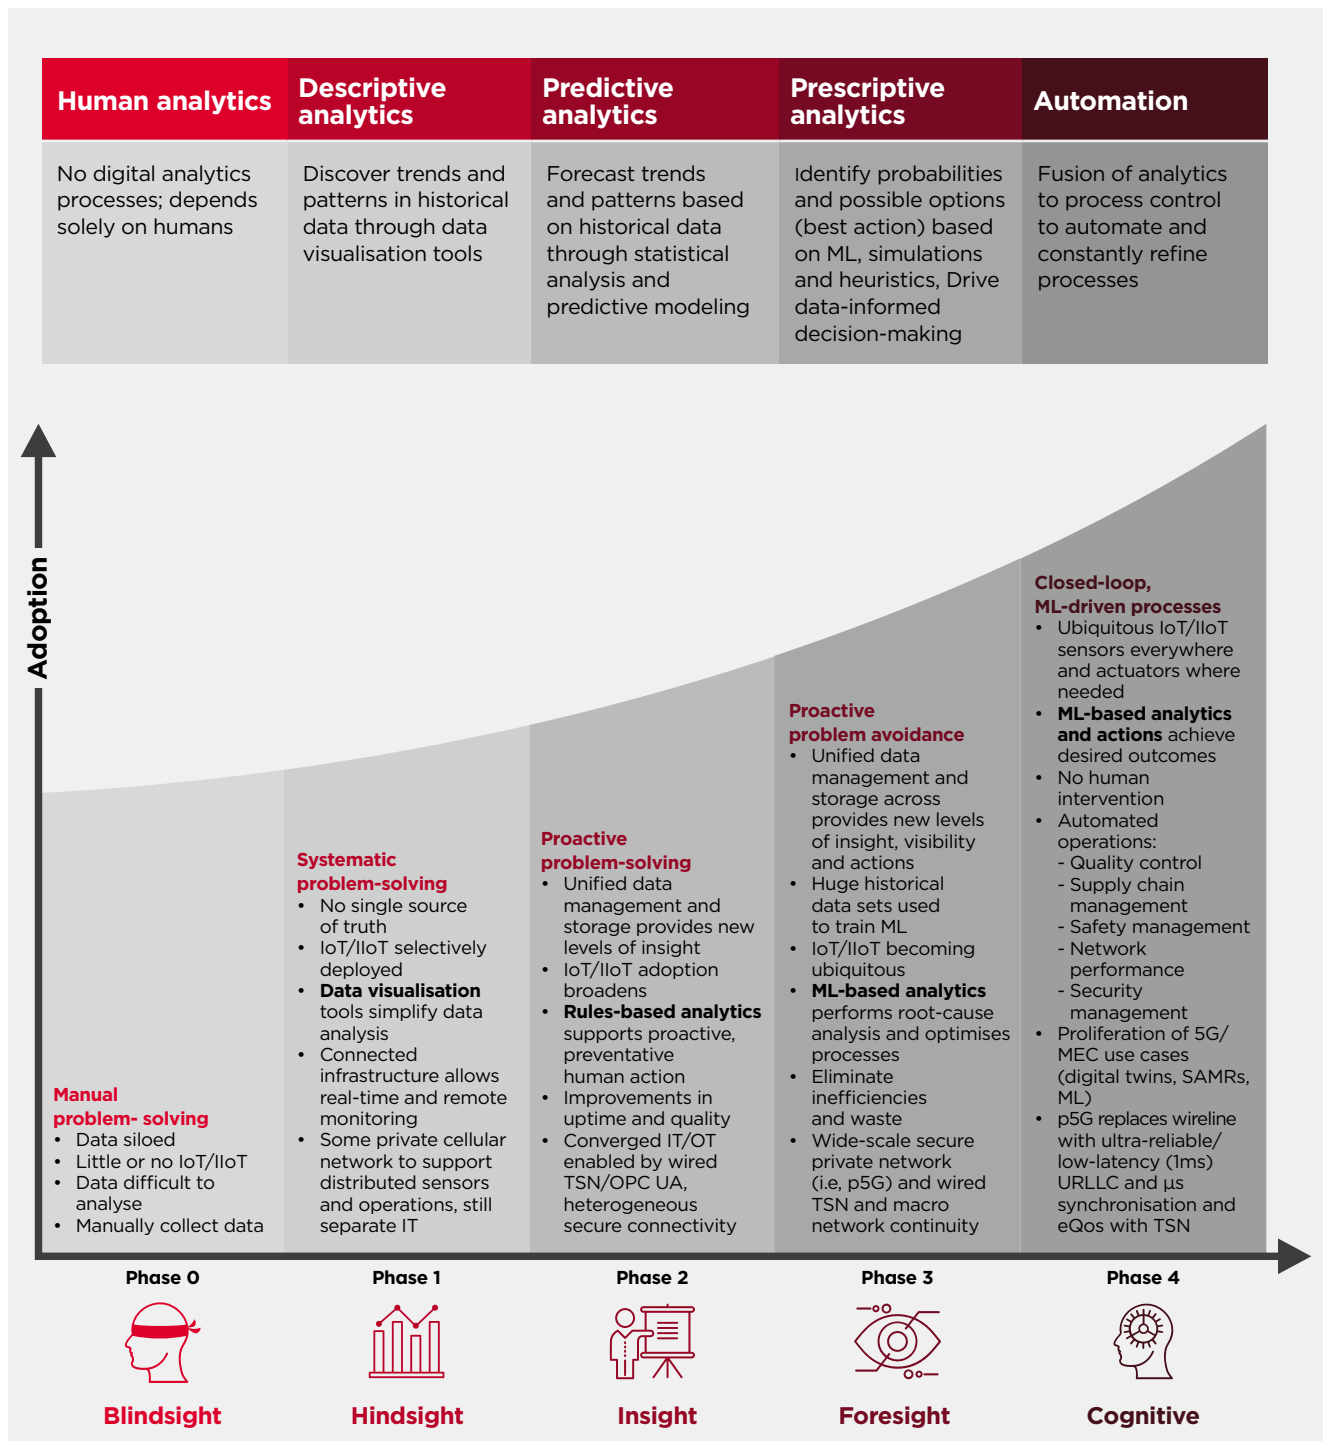 Human analytics
Descriptive
analytics
Predictive
analytics
Prescriptive
analytics
Automation
No digital analytics
processes; depends
solely on humans
Discover trends and
patterns in historical
data through data
visualisation tools
Forecast trends
and patterns based
on historical data
through statistical
analysis and
predictive modeling
Identify probabilities
and possible options
(best action) based
on ML, simulations
and heuristics, Drive
data-informed
decision-making
Fusion of analytics
to process control
to automate and
constantly refine
processes
Adoption
Manual
problem- solving
• Data siloed
• Little or no IoT/IIoT
• Data difficult to
analyse
• Manually collect data
Systematic
problem-solving
• No single source
of truth
• IoT/IIoT selectively
deployed
• Data visualisation
tools simplify data
analysis
• Connected
infrastructure allows
real-time and remote
monitoring
• Some private cellular
network to support
distributed sensors
and operations, still
separate IT
Proactive
problem-solving
• Unified data
management and
storage provides new
levels of insight
• IoT/IIoT adoption
broadens
• Rules-based analytics
supports proactive,
preventative
human action
• Improvements in
uptime and quality
• Converged IT/OT
enabled by wired
TSN/OPC UA,
heterogeneous
secure connectivity
Proactive
problem avoidance
• Unified data
management and
storage across
provides new levels
of insight, visibility
and actions
• Huge historical
data sets used
to train ML
• IoT/IIoT becoming
ubiquitous
• ML-based analytics
performs root-cause
analysis and optimises
processes
• Eliminate
inefficiencies
and waste
• Wide-scale secure
private network
(i.e, p5G) and wired
TSN and macro
network continuity
Closed-loop,
ML-driven processes
• Ubiquitous IoT/IIoT
sensors everywhere
and actuators where
needed
• ML-based analytics
and actions achieve
desired outcomes
• No human
intervention
• Automated
operations:
- Quality control
- Supply chain
management
- Safety management
- Network
performance
- Security
management
• Proliferation of 5G/
MEC use cases
(digital twins, SAMRs,
ML)
• p5G replaces wireline
with ultra-reliable/
low-latency (1ms)
URLLC and µs
synchronisation and
eQos with TSN
Phase 0
Phase 1
Phase 2
Phase 3
Phase 4
Blindsight
Hindsight
Insight
Foresight
Cognitive